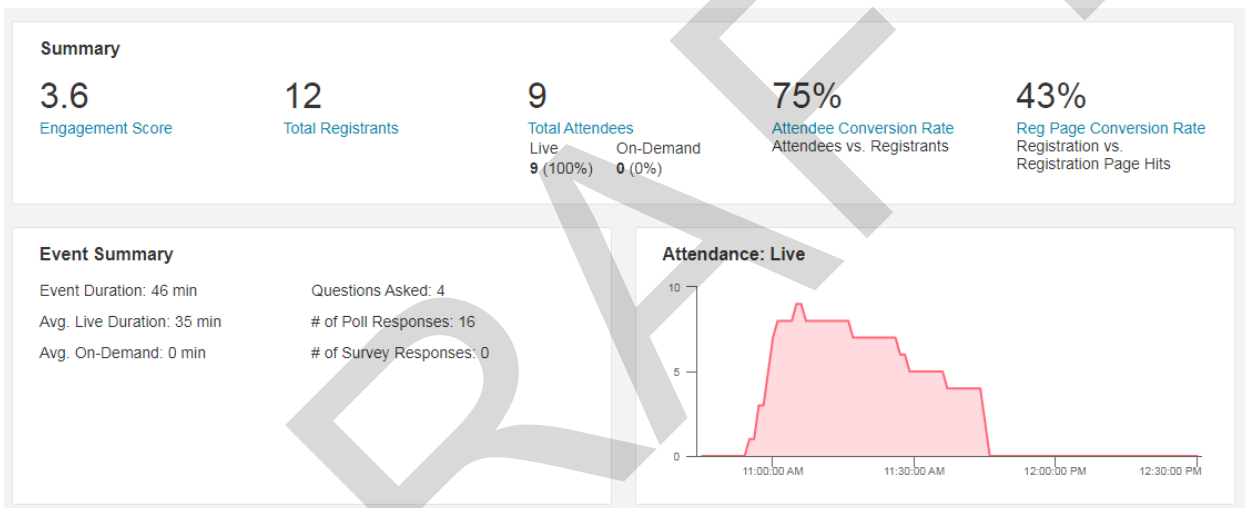 Summary
3.6
Engagement Score
12
Total Registrants
9
Total Attendees
Live On-Demand
9 (100%) 0 (0%)
75%
Attendee Conversion Rate
Attendees vs. Registrants
43%
Reg Page Conversion Rate
Registration vs.
Registration Page Hits
Event Summary
Event Duration: 46 min
Avg. Live Duration: 35 min
Avg. On-Demand: 0 min
Questions Asked: 4
# of Poll Responses: 16
# of Survey Responses: 0
Attendance: Live
10
5
0
11:00:00 AM 11:30:00 AM 12:00:00 PM 12:30:00 PM